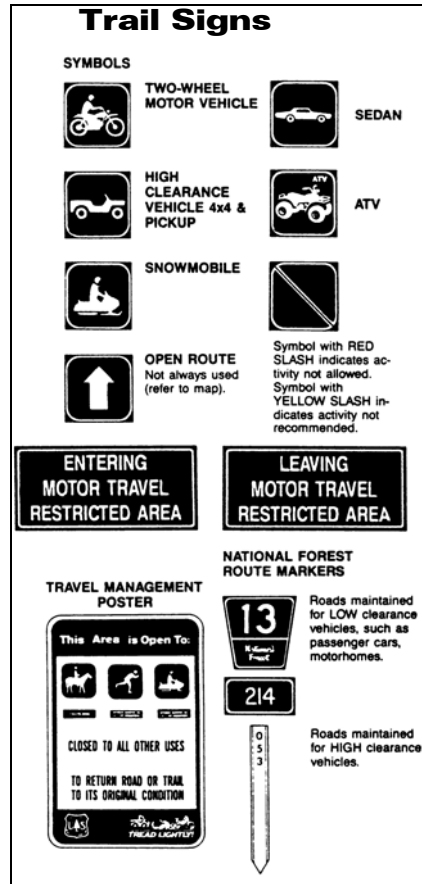 Trail Signs
SYMBOLS
TWO-WHEEL
MOTOR VEHICLE
SEDAN
HIGH
CLEARANCE
VEHICLE 4x4 &
PICKUP
ATV
ATV
SNOWMOBILE
OPEN ROUTE
Not always used
(refer to map).
Symbol with RED
SLASH indicates ac-
tivity not allowed.
Symbol with
YELLOW SLASH in-
dicates activity not
recommended.
ENTERING
MOTOR TRAVEL
RESTRICTED AREA
LEAVING
MOTOR TRAVEL
RESTRICTED AREA
TRAVEL MANAGEMENT
POSTER
This Area is Open To:
CLOSED TO ALL OTHER USES
TO RETURN ROAD OR TRAIL
TO ITS ORIGINAL CONDITION
TREAD LIGHTLY!
NATIONAL FOREST
ROUTE MARKERS
13
National
Forest
Roads maintained
for LOW clearance
vehicles, such as
passenger cars,
motorhomes.
214
0
5
3
Roads maintained
for HIGH clearance
vehicles.